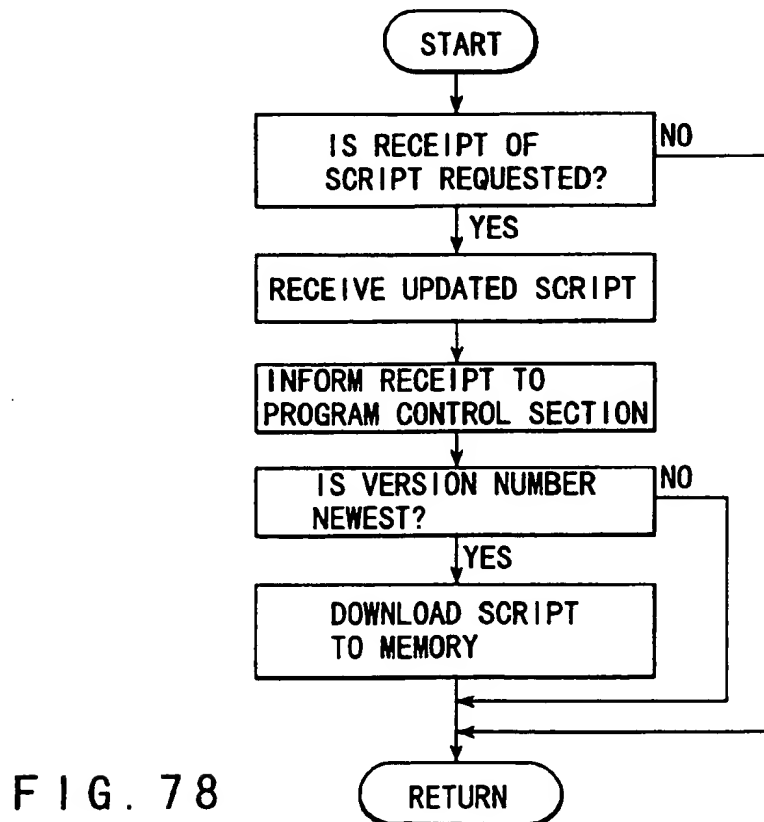 START
IS RECEIPT OF
SCRIPT REQUESTED?
NO
YES
RECEIVE UPDATED SCRIPT
INFORM RECEIPT TO
PROGRAM CONTROL SECTION
IS VERSION NUMBER
NEWEST?
NO
YES
DOWNLOAD SCRIPT
TO MEMORY
RETURN
FIG. 78